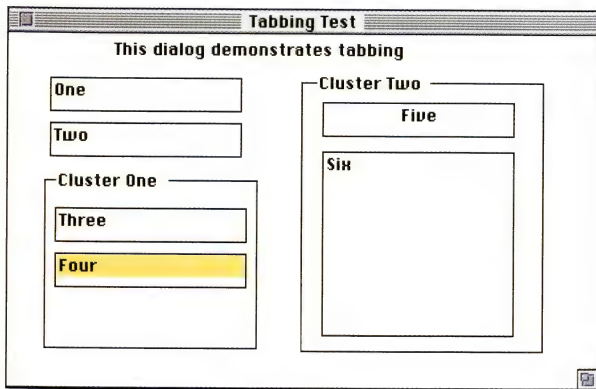 Tabbing Test
This dialog demonstrates tabbing
One
Two
Cluster One
Three
Four
Cluster Two
Five
Six